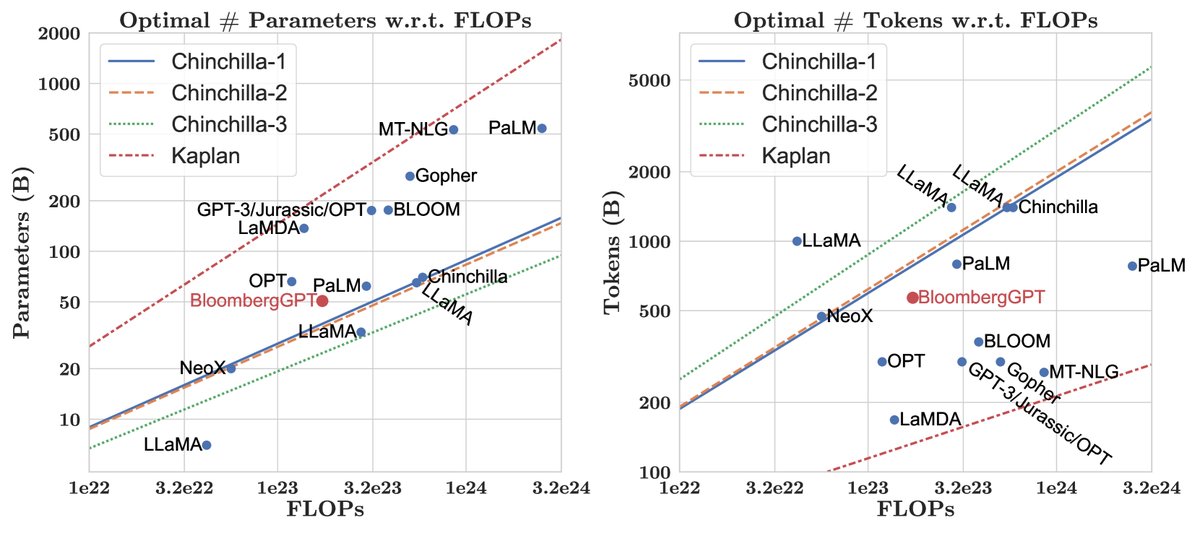 Optimal # Parameters w.r.t. FLOPs
Parameters (B)
2000
1000
500
200
100
50
20
10
Chinchilla-1
Chinchilla-2
Chinchilla-3
Kaplan
MT-NLG
PaLM
Gopher
GPT-3/Jurassic/OPT
BLOOM
LaMDA
OPT
PaLM
Chinchilla
BloombergGPT
LLaMA
LLaMA
NeoX
LLaMA
1e22
3.2e22
1e23
3.2e23
1e24
3.2e24
FLOPs
Optimal # Tokens w.r.t. FLOPs
Tokens (B)
5000
2000
1000
500
200
100
Chinchilla-1
Chinchilla-2
Chinchilla-3
Kaplan
LLaMA
LLaMA
Chinchilla
LLaMA
PaLM
PaLM
BloombergGPT
NeoX
BLOOM
OPT
GPT-3/Jurassic/OPT
Gopher
MT-NLG
LaMDA
1e22
3.2e22
1e23
3.2e23
1e24
3.2e24
FLOPs